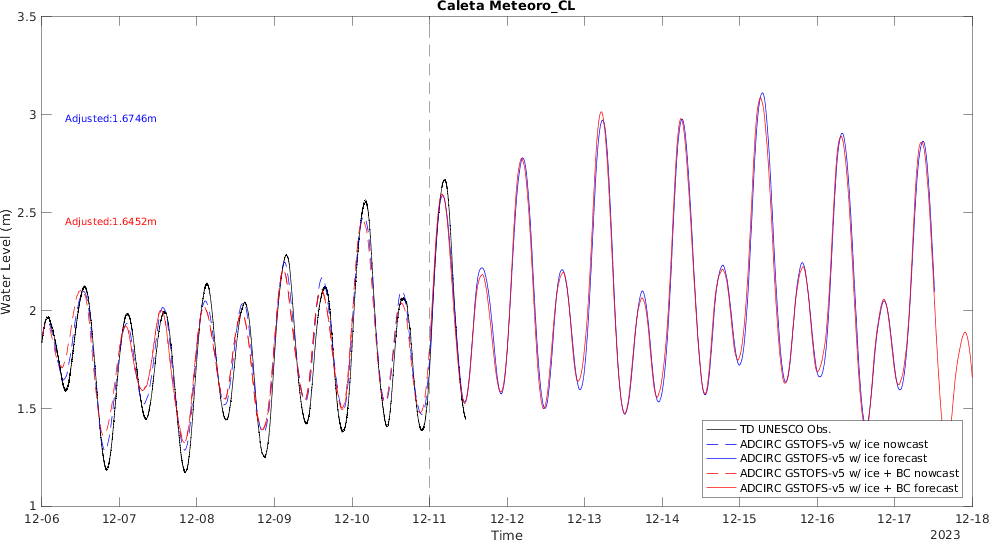 Caleta Meteoro_CL
3.5
3
2.5
2
1.5
1
Water Level (m)
Adjusted:1.6746m
Adjusted:1.6452m
TD UNESCO Obs.
ADCIRC GSTOFS-v5 w/ ice nowcast
ADCIRC GSTOFS-v5 w/ ice forecast
ADCIRC GSTOFS-v5 w/ ice + BC nowcast
ADCIRC GSTOFS-v5 w/ ice + BC forecast
12-06 12-07 12-08 12-09 12-10 12-11 12-12 12-13 12-14 12-15 12-16 12-17 12-18
Time
2023